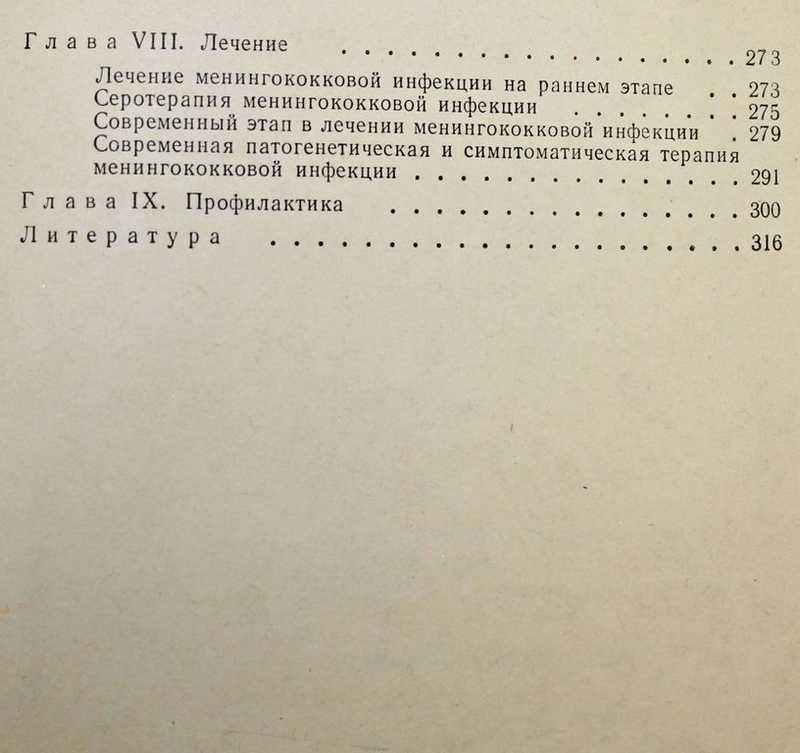 Глава VIII. Лечение . . . . . . . . . . . . . . . . . . 273
Лечение менингококковой инфекции на раннем этапе . . 273
Серотерапия менингококковой инфекции . . . . . . . . 275
Современный этап в лечении менингококковой инфекции . 279
Современная патогенетическая и симптоматическая терапия
менингококковой инфекции . . . . . . . . . . . . . . . 291
Глава IX. Профилактика . . . . . . . . . . . . . . . . 300
Литература . . . . . . . . . . . . . . . . . . . . . 316